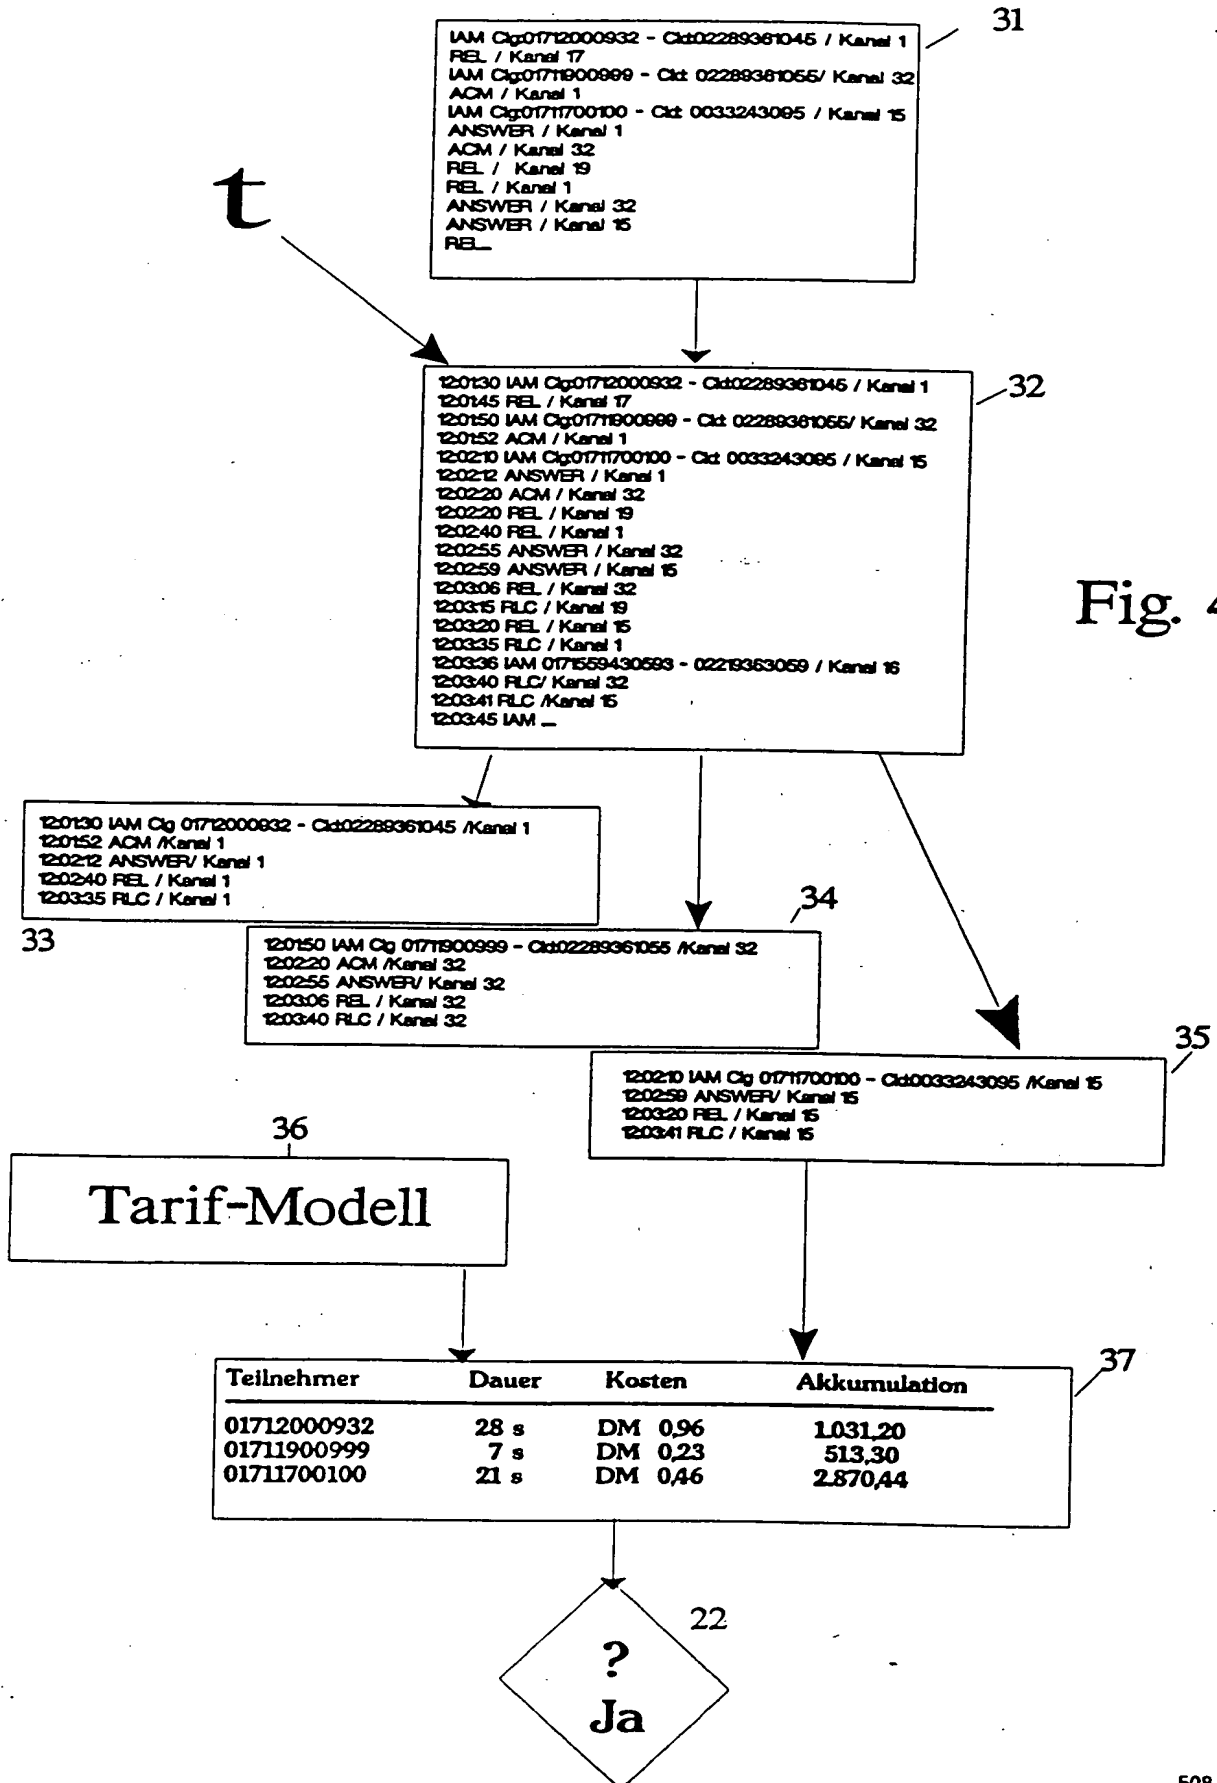 31
IAM Clg:01712000932 - Cld:02289361045 / Kanal 1
REL / Kanal 17
IAM Clg:01711900999 - Cld: 02289361055/ Kanal 32
ACM / Kanal 1
IAM Clg:01711700100 - Cld: 0033243095 / Kanal 15
ANSWER / Kanal 1
ACM / Kanal 32
REL / Kanal 19
REL / Kanal 1
ANSWER / Kanal 32
ANSWER / Kanal 15
REL...
t
32
12:01:30 IAM Clg:01712000932 - Cld:02289361045 / Kanal 1
12:01:45 REL / Kanal 17
12:01:50 IAM Clg:01711900999 - Cld: 02289361055/ Kanal 32
12:01:52 ACM / Kanal 1
12:02:10 IAM Clg:01711700100 - Cld: 0033243095 / Kanal 15
12:02:12 ANSWER / Kanal 1
12:02:20 ACM / Kanal 32
12:02:20 REL / Kanal 19
12:02:40 REL / Kanal 1
12:02:55 ANSWER / Kanal 32
12:02:59 ANSWER / Kanal 15
12:03:06 REL / Kanal 32
12:03:15 RLC / Kanal 19
12:03:20 REL / Kanal 15
12:03:35 RLC / Kanal 1
12:03:36 IAM 0171559430593 - 02219363059 / Kanal 16
12:03:40 RLC/ Kanal 32
12:03:41 RLC /Kanal 15
12:03:45 IAM ...
Fig. 4
12:01:30 IAM Clg 01712000932 - Cld:02289361045 /Kanal 1
12:01:52 ACM /Kanal 1
12:02:12 ANSWER/ Kanal 1
12:02:40 REL / Kanal 1
12:03:35 RLC / Kanal 1
33
34
12:01:50 IAM Clg 01711900999 - Cld:02289361055 /Kanal 32
12:02:20 ACM /Kanal 32
12:02:55 ANSWER/ Kanal 32
12:03:06 REL / Kanal 32
12:03:40 RLC / Kanal 32
35
12:02:10 IAM Clg 01711700100 - Cld:0033243095 /Kanal 15
12:02:59 ANSWER/ Kanal 15
12:03:20 REL / Kanal 15
12:03:41 RLC / Kanal 15
36
Tarif-Modell
37
Teilnehmer Dauer Kosten Akkumulation
01712000932 28 s DM 0,96 1.031,20
01711900999 7 s DM 0,23 513,30
01711700100 21 s DM 0,46 2.870,44
22
?
Ja